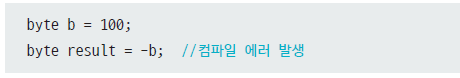 byte b = 100;
byte result = -b;  //컴파일 에러 발생